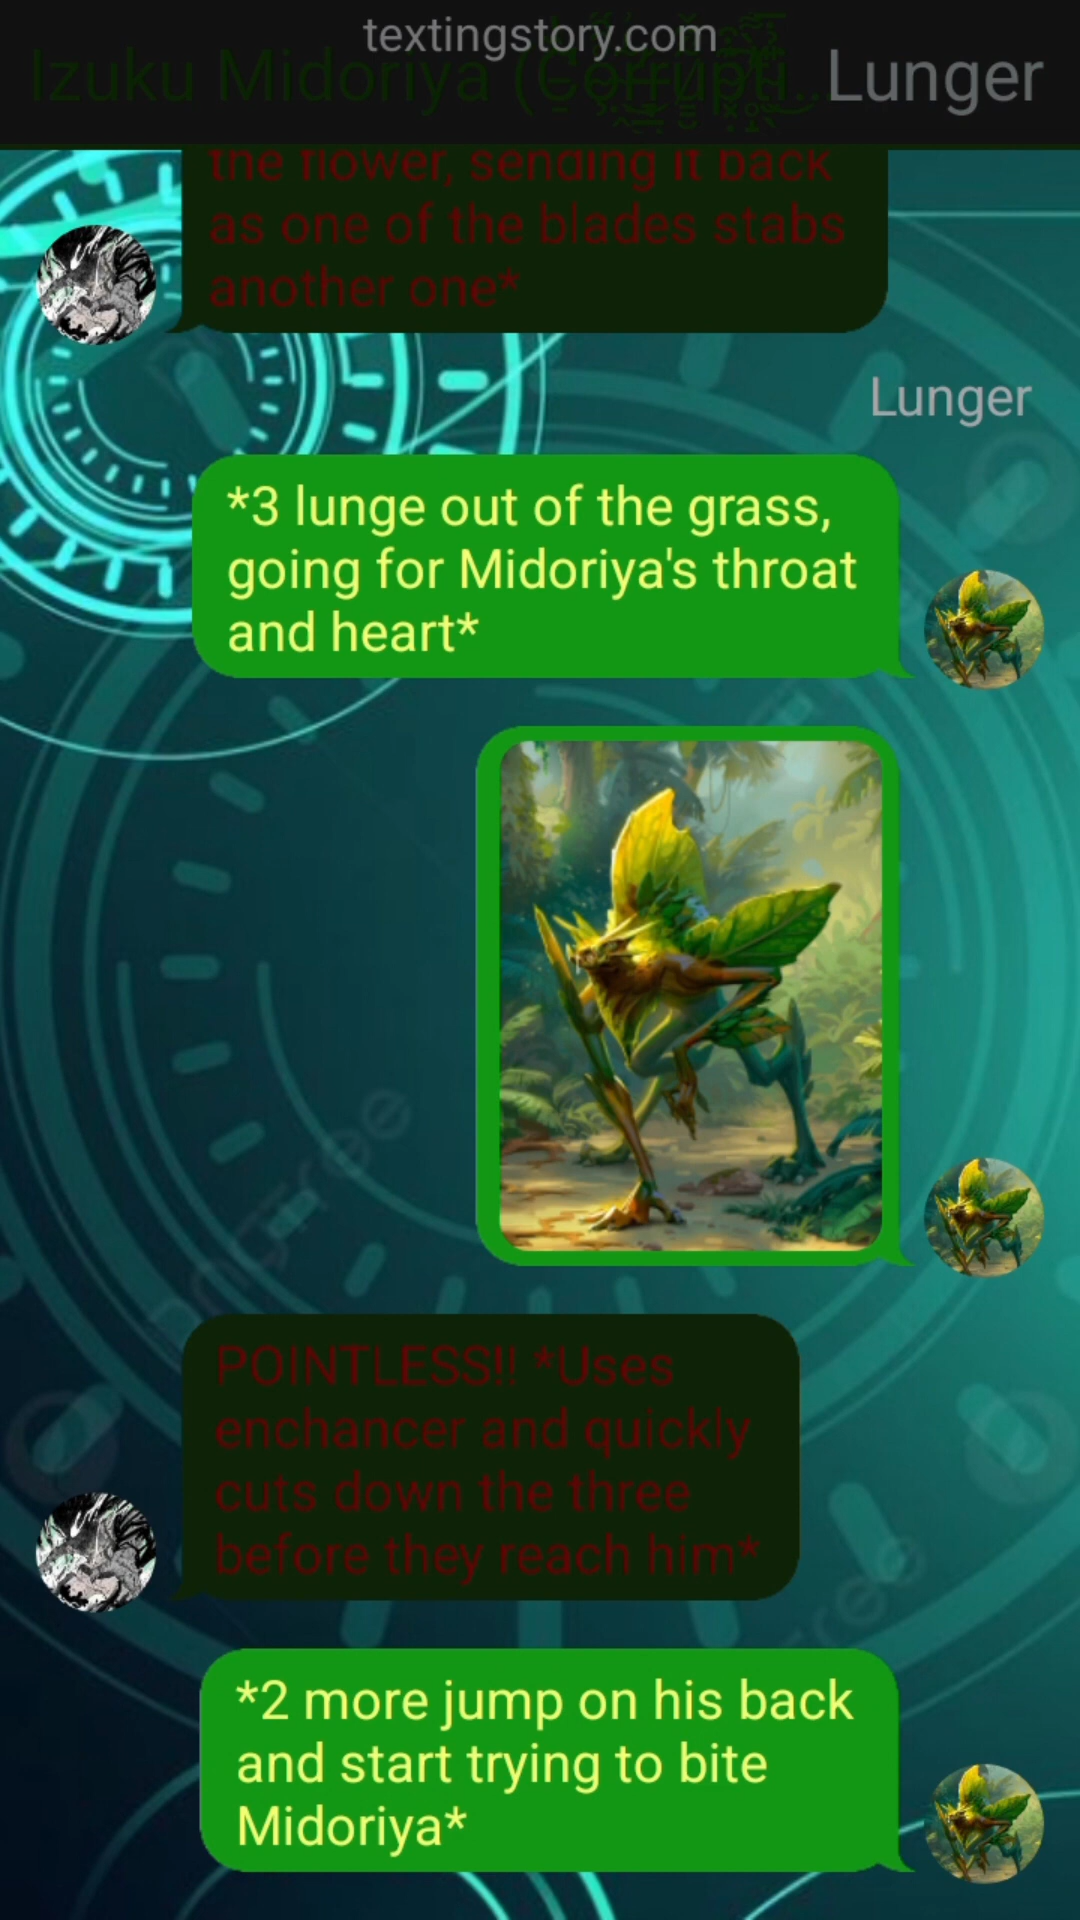 textingstory.com
Izuku Midoriya (Corrupti... Lunger
the flower, sending it back
as one of the blades stabs
another one*
Lunger
*3 lunge out of the grass,
going for Midoriya's throat
and heart*
POINTLESS!! *Uses
enchancer and quickly
cuts down the three
before they reach him*
*2 more jump on his back
and start trying to bite
Midoriya*